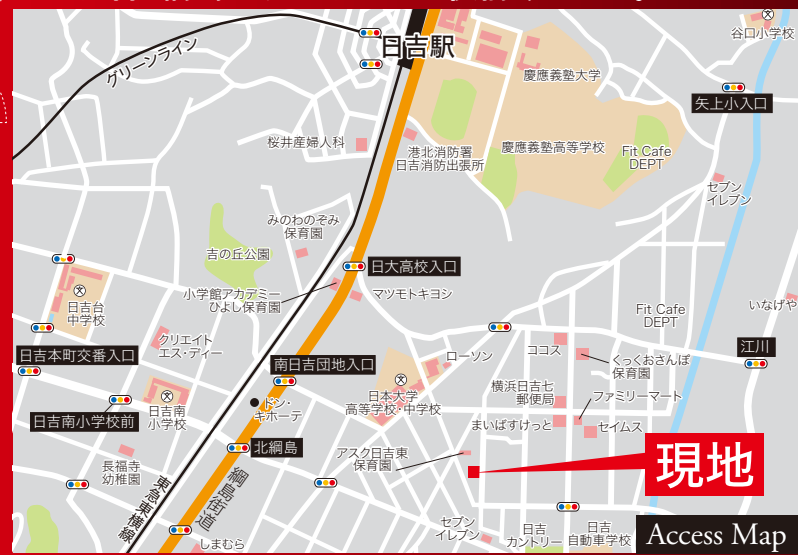 日吉駅
谷口小学校
グリーンライン
慶應義塾大学
矢上小入口
桜井産婦人科
港北消防署
日吉消防出張所
慶應義塾高等学校
Fit Cafe
DEPT
セブン
イレブン
みのわのぞみ
保育園
吉の丘公園
日大高校入口
小学館アカデミー
ひよし保育園
マツモトキヨシ
日吉台
中学校
Fit Cafe
DEPT
いなげや
クリエイト
エス・ディー
日吉本町交番入口
南日吉団地入口
ローソン
ココス
くっくおさんぽ
保育園
江川
日本大学
高等学校・中学校
横浜日吉七
郵便局
ファミリーマート
日吉南小学校前
日吉南
小学校
ドン・
キホーテ
まいばすけっと
セイムス
北綱島
アスク日吉東
保育園
現地
長福寺
幼稚園
東急東横線
綱島街道
しまむら
セブン
イレブン
日吉
カントリー
日吉
自動車学校
Access Map